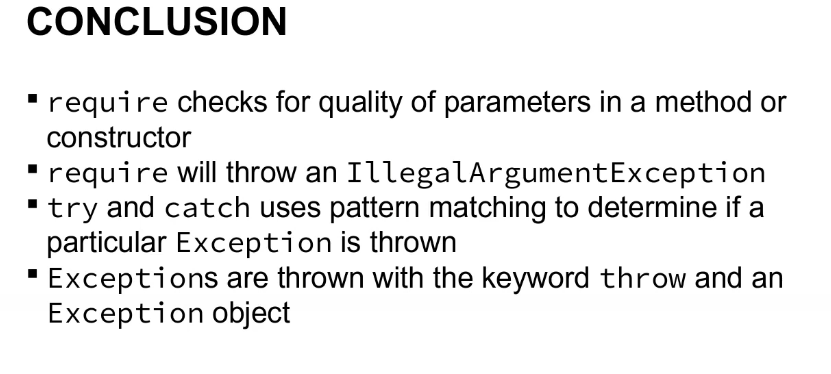 CONCLUSION
▪ require checks for quality of parameters in a method or
constructor
▪ require will throw an IllegalArgumentException
▪ try and catch uses pattern matching to determine if a
particular Exception is thrown
▪ Exceptions are thrown with the keyword throw and an
Exception object